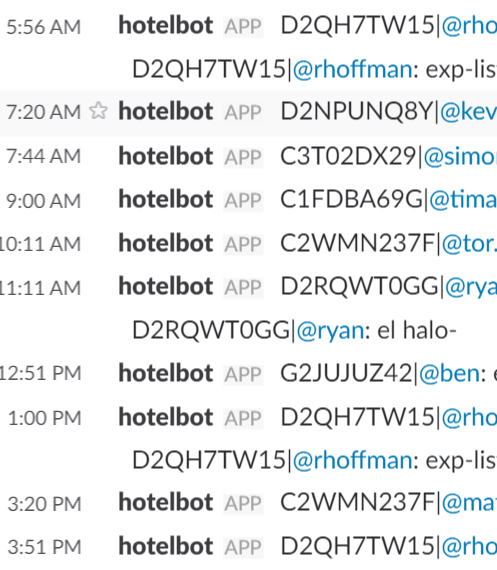 5:56 AM hotelbot APP D2QH7TW15|@rho
D2QH7TW15|@rhoffman: exp-lis
7:20 AM ☆ hotelbot APP D2NPUNQ8Y|@kev
7:44 AM hotelbot APP C3T02DX29|@simo
9:00 AM hotelbot APP C1FDBA69G|@tima
10:11 AM hotelbot APP C2WMN237F|@tor.
11:11 AM hotelbot APP D2RQWT0GG|@rya
D2RQWT0GG|@ryan: el halo-
12:51 PM hotelbot APP G2JUJUZ42|@ben: e
1:00 PM hotelbot APP D2QH7TW15|@rho
D2QH7TW15|@rhoffman: exp-lis
3:20 PM hotelbot APP C2WMN237F|@ma
3:51 PM hotelbot APP D2QH7TW15|@rho